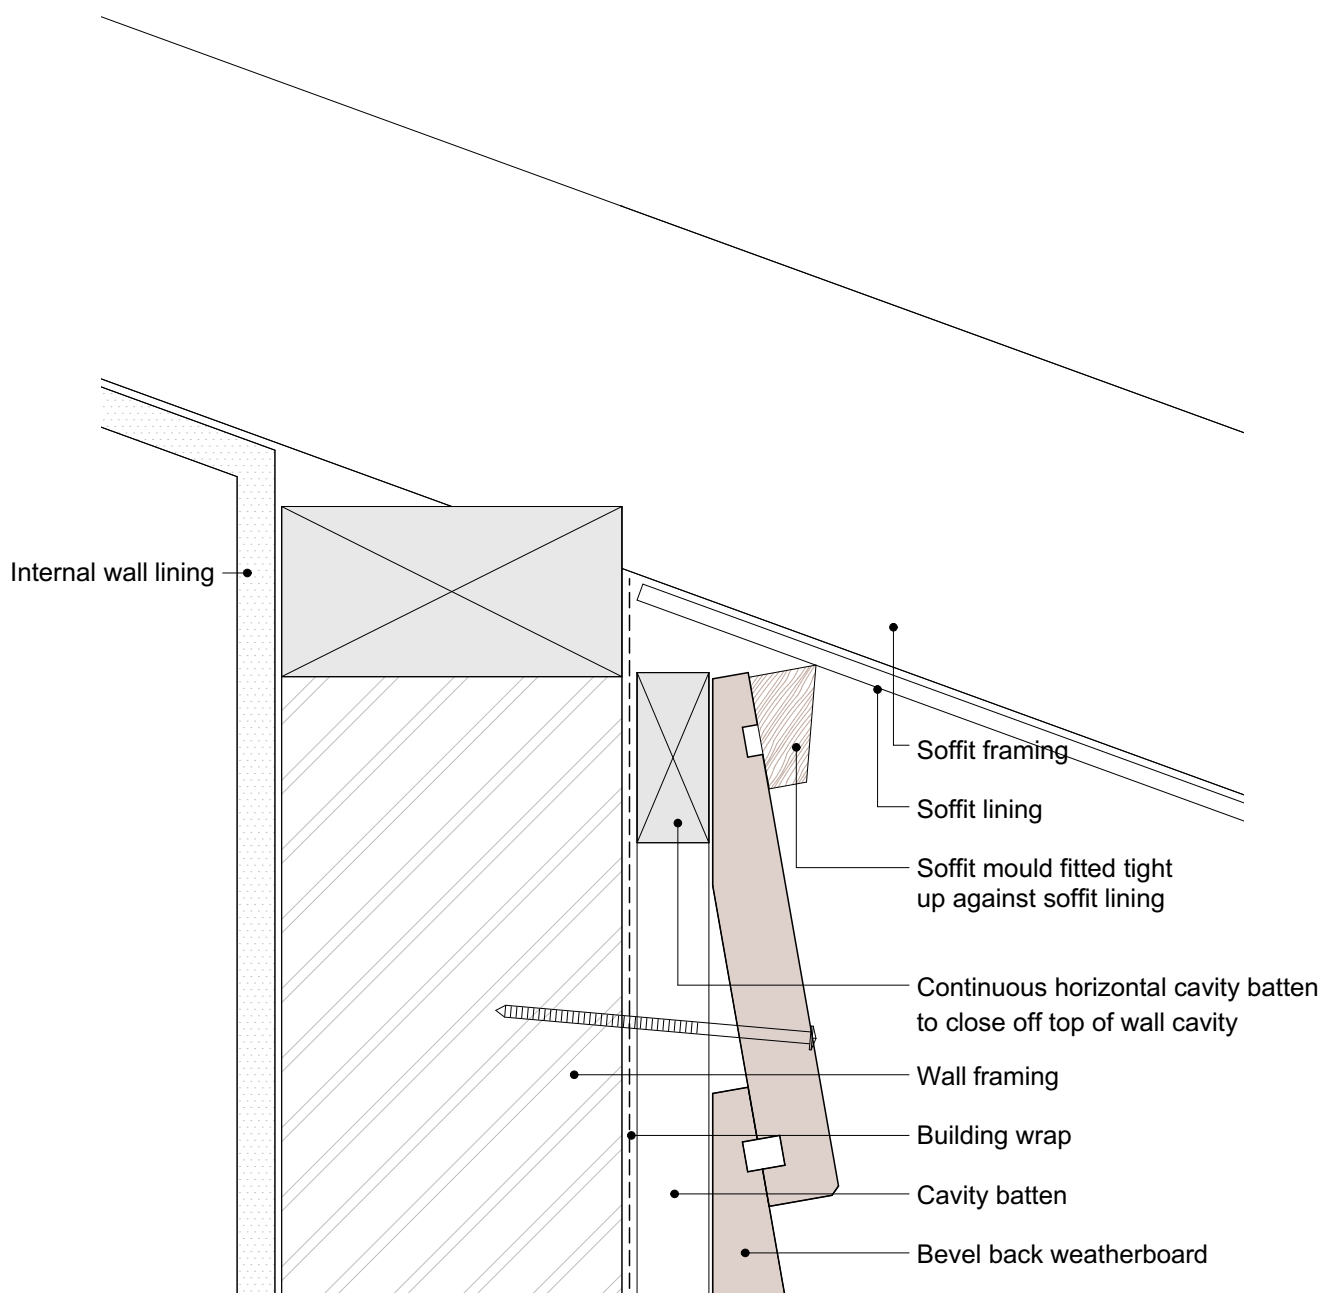 Internal wall lining
Soffit framing
Soffit lining
Soffit mould fitted tight
up against soffit lining
Continuous horizontal cavity batten
to close off top of wall cavity
Wall framing
Building wrap
Cavity batten
Bevel back weatherboard